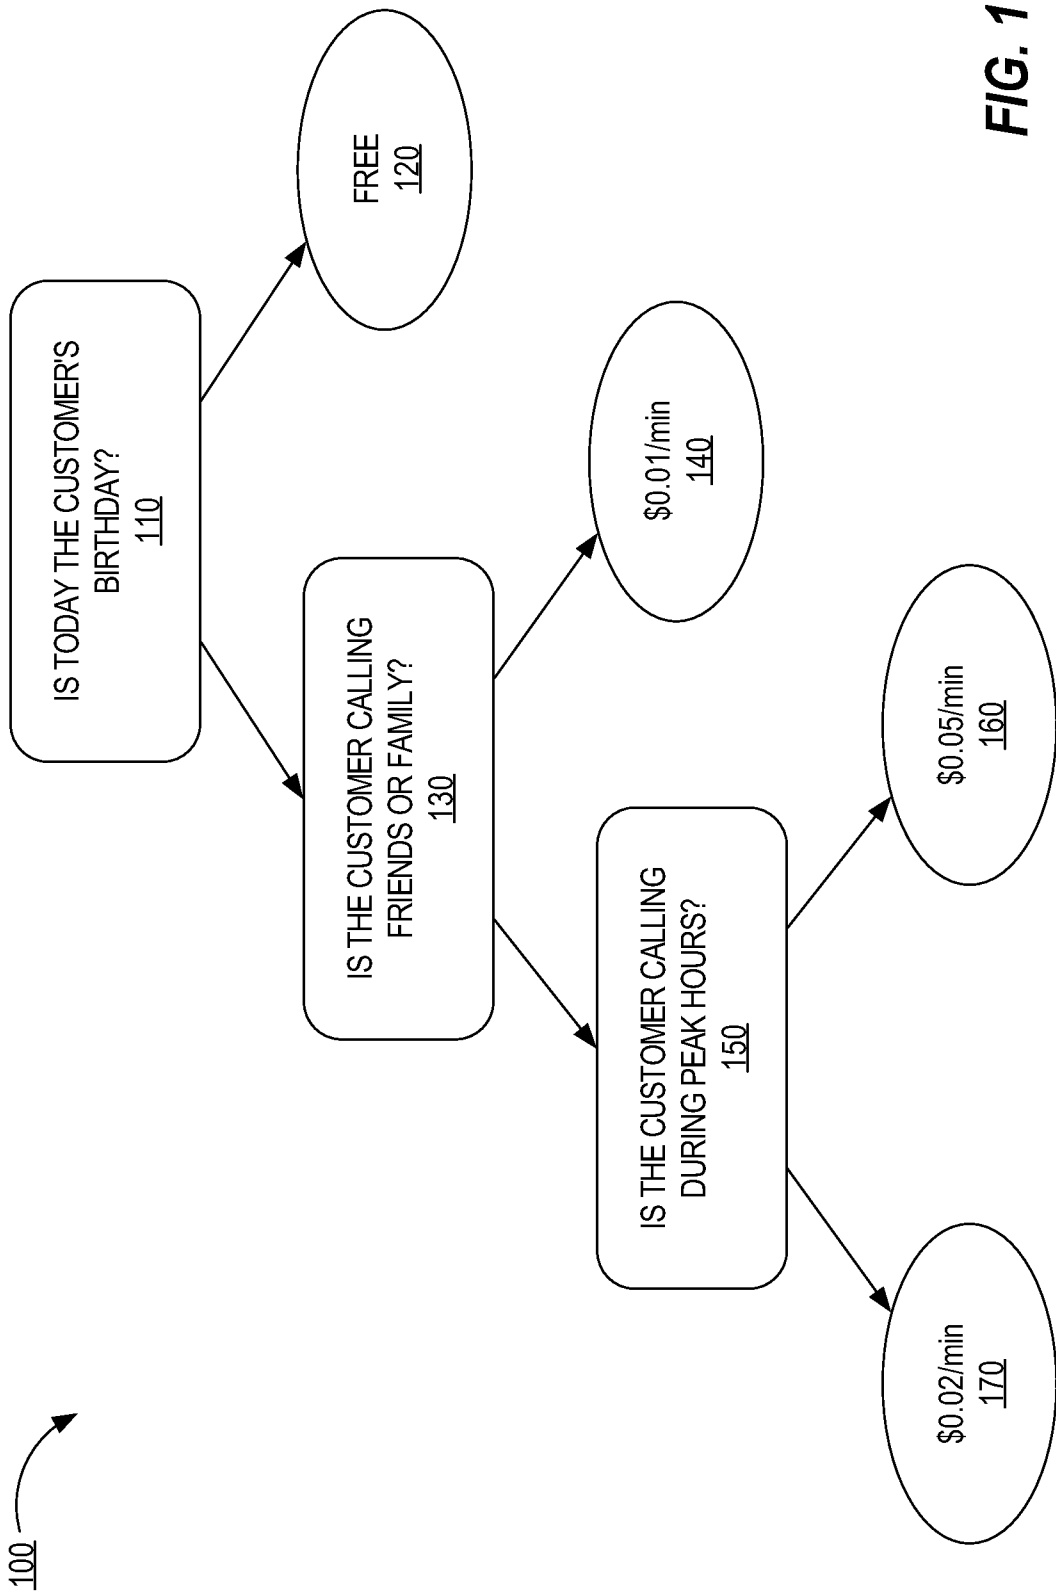 100
IS TODAY THE CUSTOMER'S
BIRTHDAY?
110
FREE
120
IS THE CUSTOMER CALLING
FRIENDS OR FAMILY?
130
$0.01/min
140
IS THE CUSTOMER CALLING
DURING PEAK HOURS?
150
$0.02/min
170
$0.05/min
160
FIG. 1